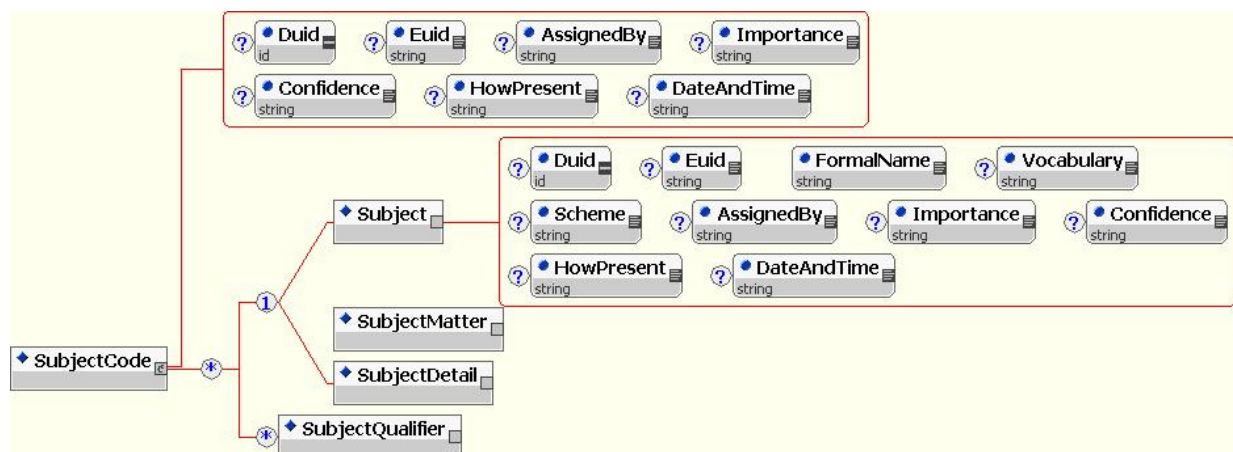 ? Duid ? Euid ? AssignedBy ? Importance
id string string string
? Confidence ? HowPresent ? DateAndTime
string string string
? Duid ? Euid FormalName ? Vocabulary
id string string string
Subject
? Scheme ? AssignedBy ? Importance ? Confidence
string string string string
? HowPresent ? DateAndTime
string string
1
SubjectMatter
SubjectCode *
SubjectDetail
* SubjectQualifier